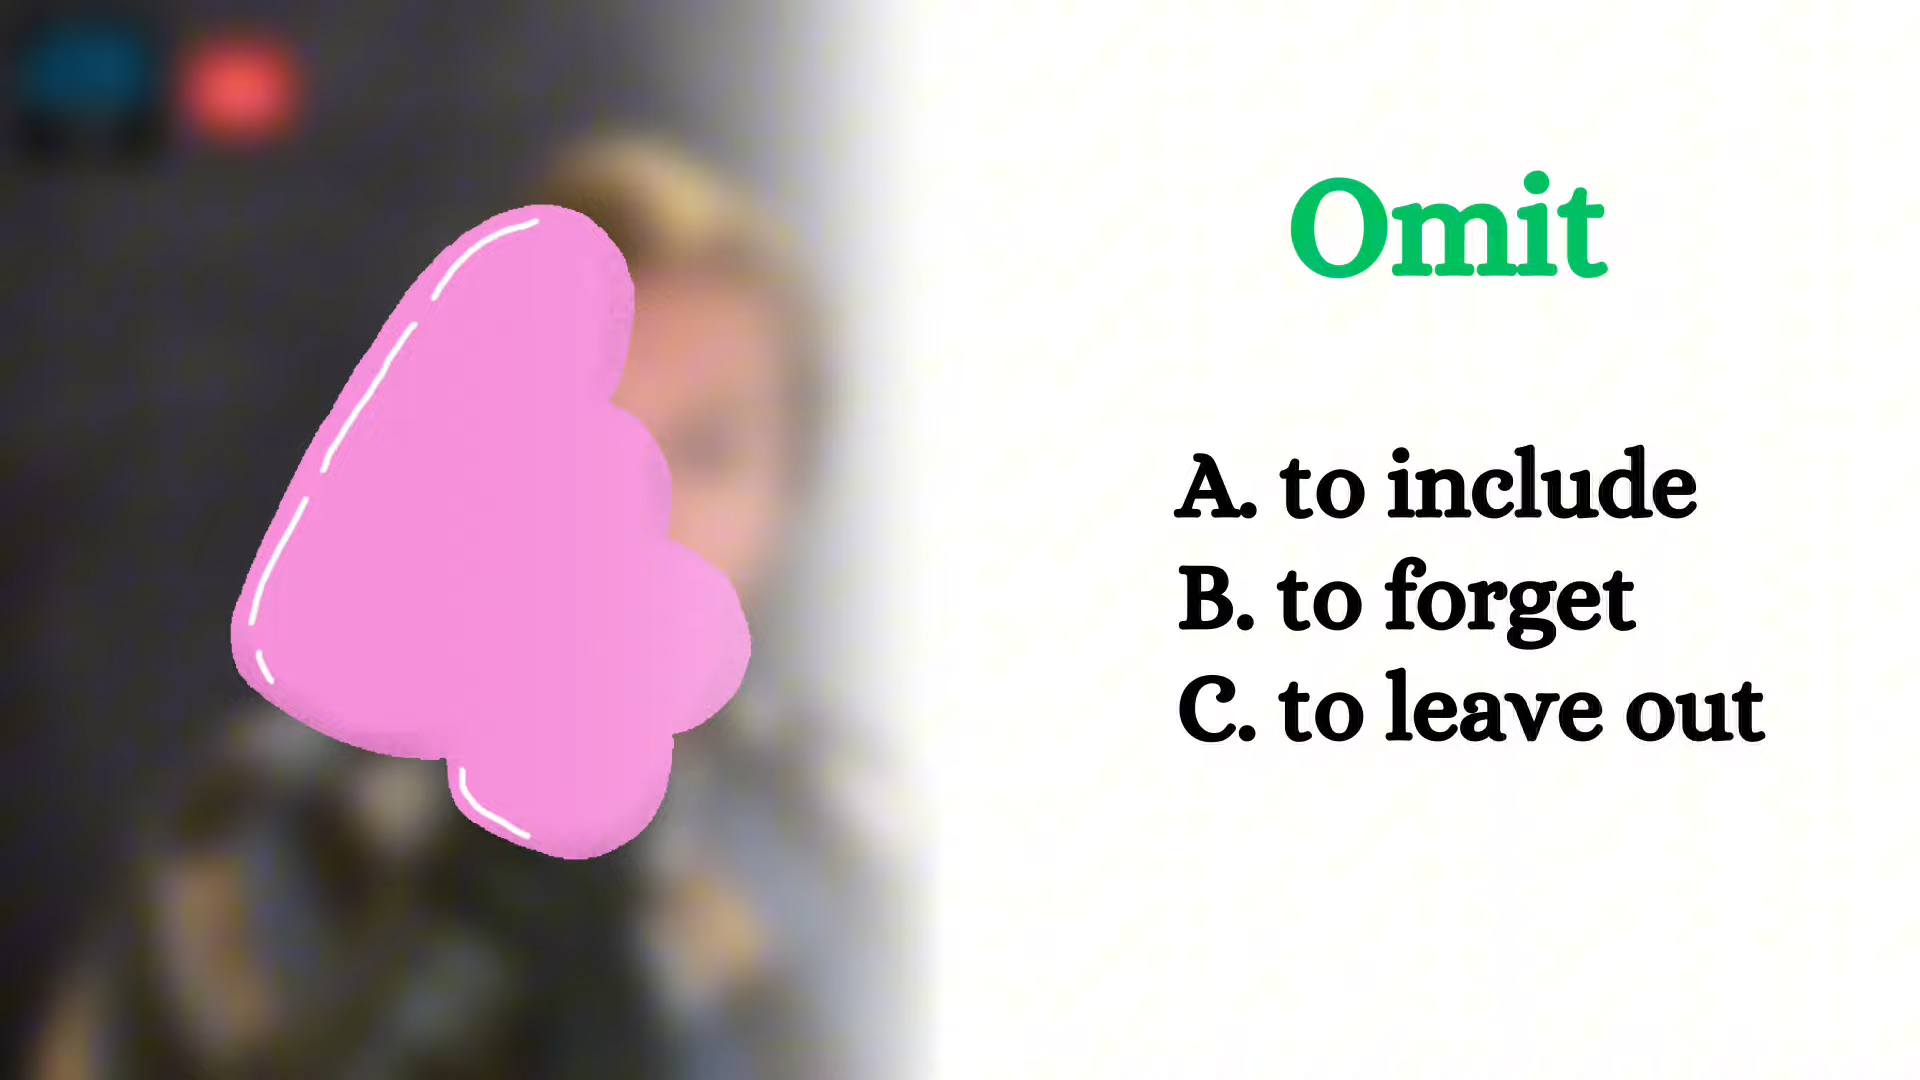 Omit
A. to include
B. to forget
C. to leave out